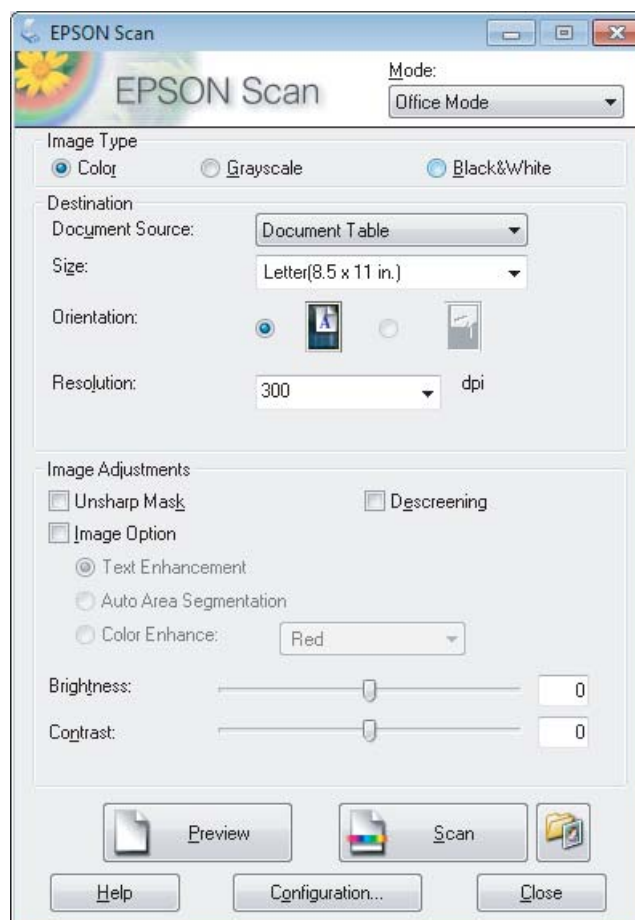 EPSON Scan
EPSON Scan
Mode:
Office Mode
Image Type
Color
Grayscale
Black&White
Destination
Document Source:
Document Table
Size:
Letter(8.5 x 11 in.)
Orientation:
A
Resolution:
300
dpi
Image Adjustments
Unsharp Mask
Descreening
Image Option
Text Enhancement
Auto Area Segmentation
Color Enhance:
Red
Brightness:
0
Contrast:
0
Preview
Scan
Help
Configuration...
Close